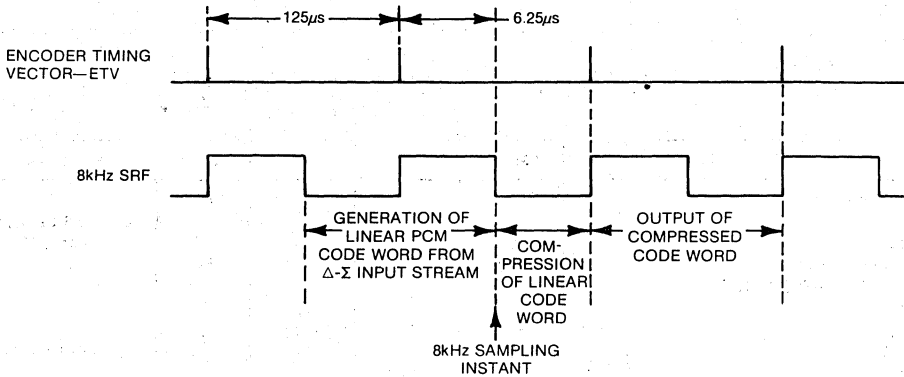 125µs
6.25µs
ENCODER TIMING
VECTOR—ETV
8kHz SRF
GENERATION OF
LINEAR PCM
CODE WORD FROM
Δ-Σ INPUT STREAM
COM-
PRESSION
OF LINEAR
CODE
WORD
OUTPUT OF
COMPRESSED
CODE WORD
8kHz SAMPLING
INSTANT